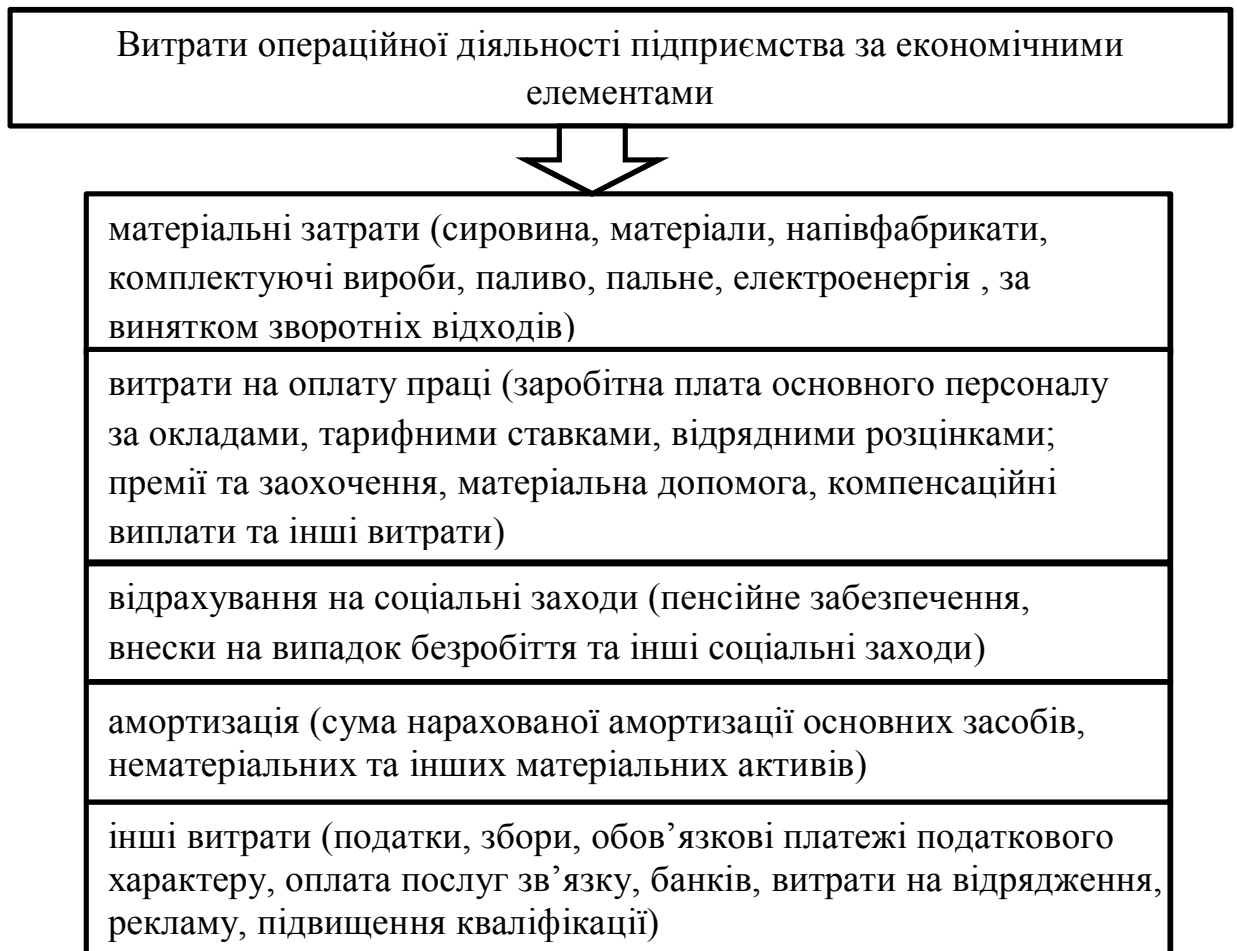 Витрати операційної діяльності підприємства за економічними
елементами
матеріальні затрати (сировина, матеріали, напівфабрикати,
комплектуючі вироби, паливо, пальне, електроенергія , за
винятком зворотніх відходів)
витрати на оплату праці (заробітна плата основного персоналу
за окладами, тарифними ставками, відрядними розцінками;
премії та заохочення, матеріальна допомога, компенсаційні
виплати та інші витрати)
відрахування на соціальні заходи (пенсійне забезпечення,
внески на випадок безробіття та інші соціальні заходи)
амортизація (сума нарахованої амортизації основних засобів,
нематеріальних та інших матеріальних активів)
інші витрати (податки, збори, обов’язкові платежі податкового
характеру, оплата послуг зв’язку, банків, витрати на відрядження,
рекламу, підвищення кваліфікації)